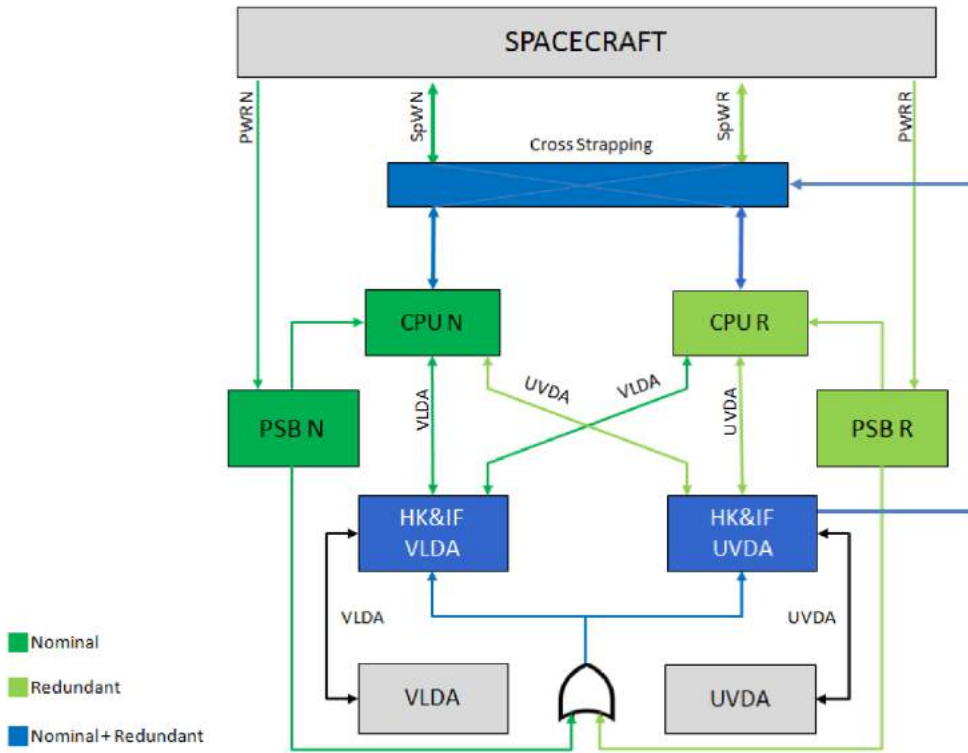 SPACECRAFT
PWR N
SpW N
SpW R
PWR R
Cross Strapping
CPU N
CPU R
VLDA
UVDA
VLDA
UVDA
PSB N
PSB R
HK&IF
VLDA
HK&IF
UVDA
VLDA
UVDA
Nominal
Redundant
Nominal + Redundant
VLDA
UVDA